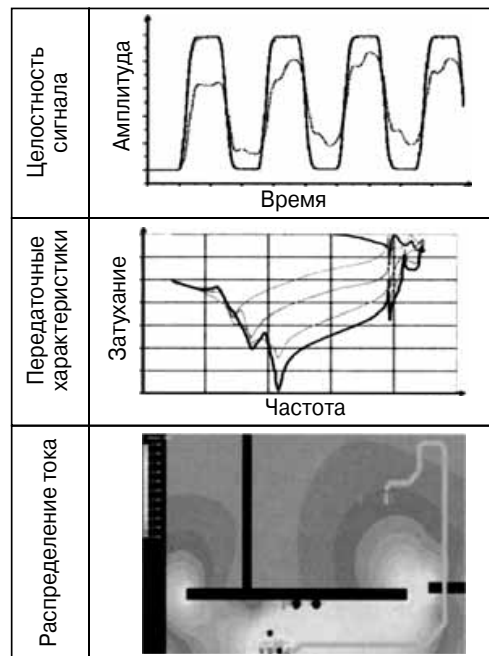 Целостность
сигнала
Амплитуда
Время
Передаточные
характеристики
Затухание
Частота
Распределение тока